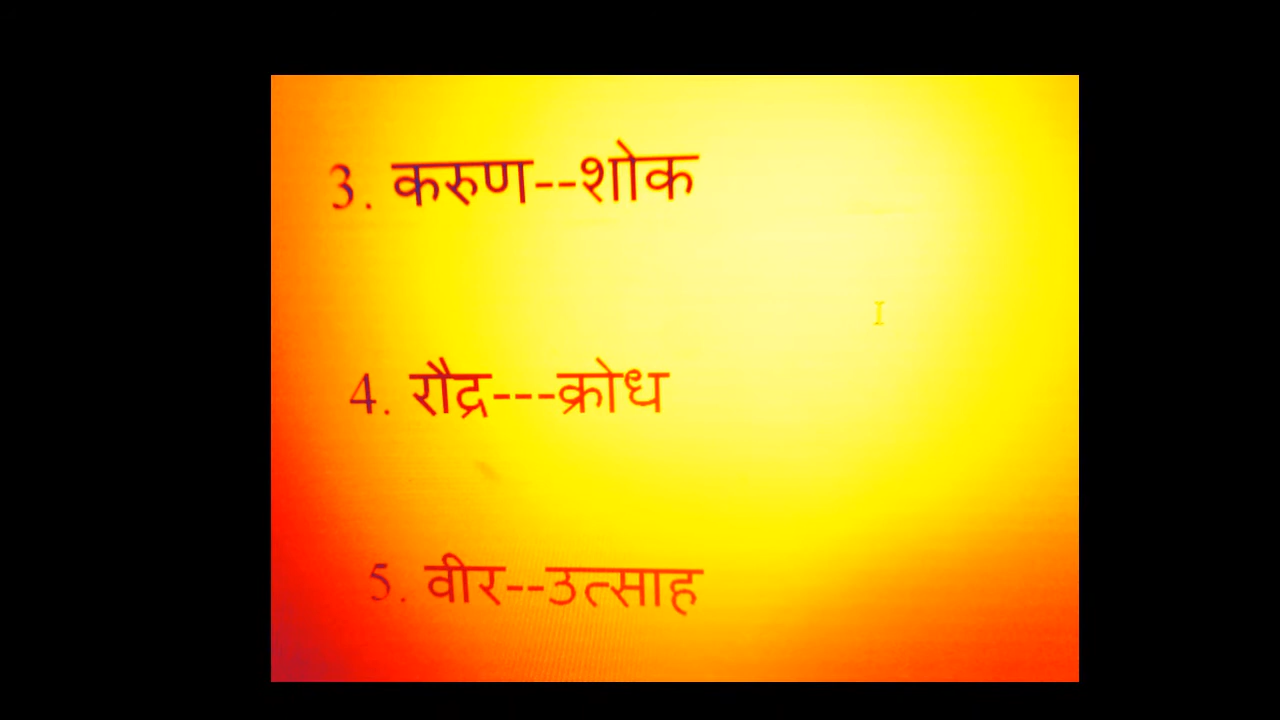 3. करुण--शोक
4. रौद्र---क्रोध
5. वीर--उत्साह